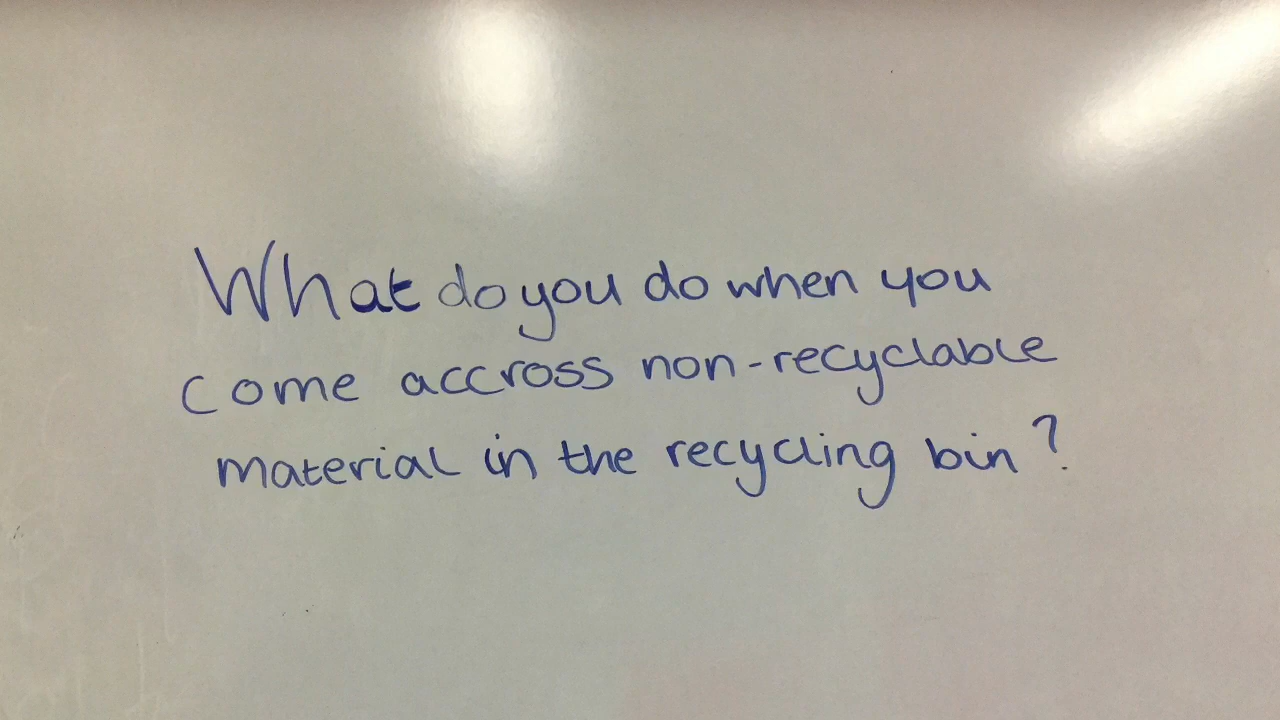 What do you do when you
come accross non-recyclable
material in the recycling bin?